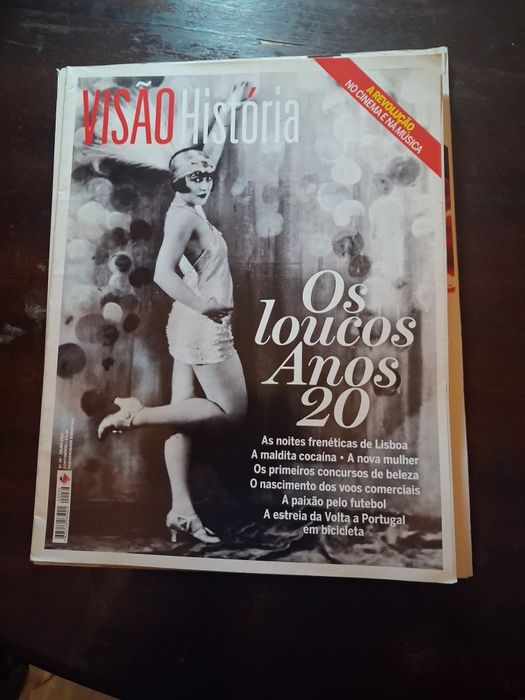 A REVOLUÇÃO
NO CINEMA E NA MÚSICA
VISÃO História
Os
loucos
Anos
20
As noites frenéticas de Lisboa
A maldita cocaína • A nova mulher
Os primeiros concursos de beleza
O nascimento dos voos comerciais
A paixão pelo futebol
A estreia da Volta a Portugal
em bicicleta